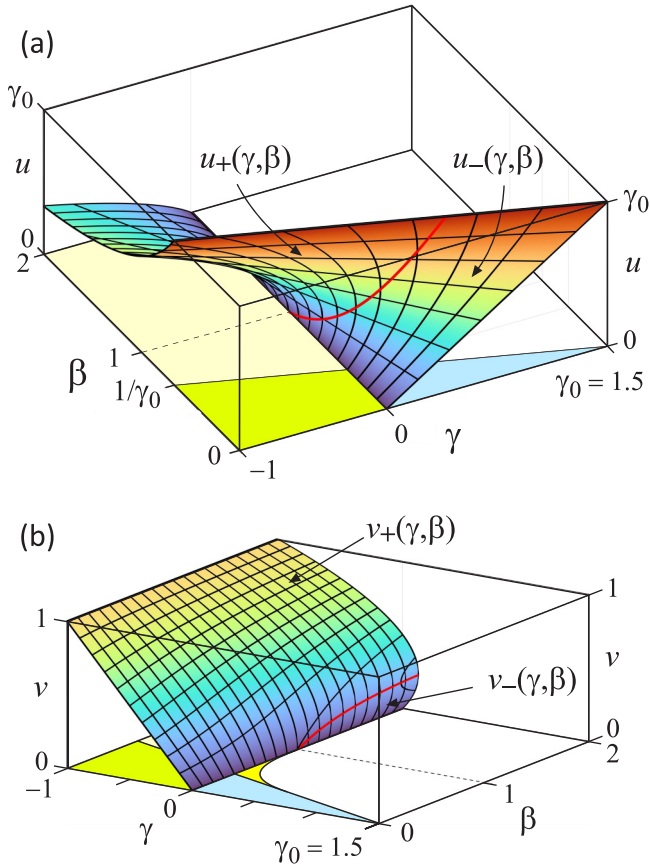 (a)
γ₀
u₊(γ,β)
u₋(γ,β)
u
γ₀
0
2
u
1
β
1/γ₀
0
γ₀ = 1.5
0
0
−1
γ
(b)
v₊(γ,β)
1
1
v
v₋(γ,β)
v
0
0
−1
2
0
1
γ
β
γ₀ = 1.5
0